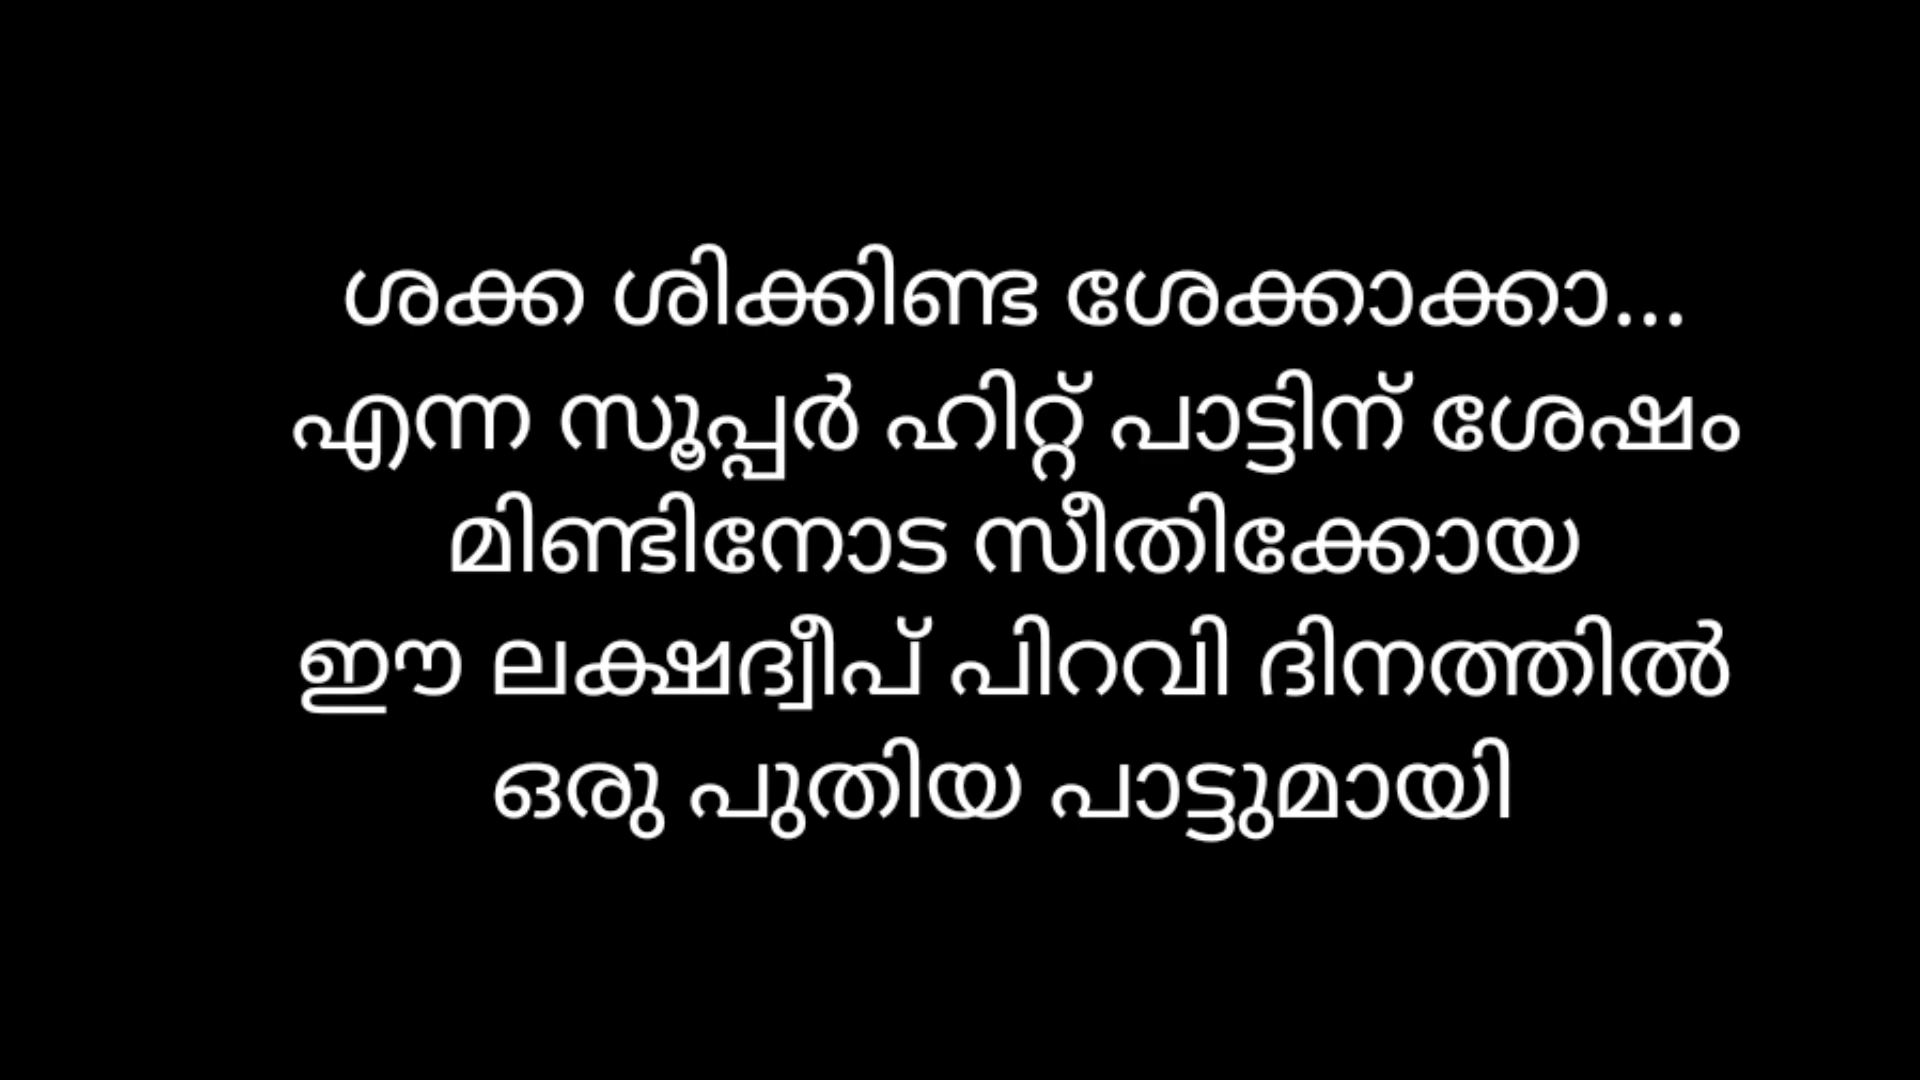 ശക്ക ശിക്കിണ്ട ശേക്കാക്കാ...
എന്ന സൂപ്പർ ഹിറ്റ് പാട്ടിന് ശേഷം
മിണ്ടിനോട സീതിക്കോയ
ഈ ലക്ഷദ്വീപ് പിറവി ദിനത്തിൽ
ഒരു പുതിയ പാട്ടുമായി